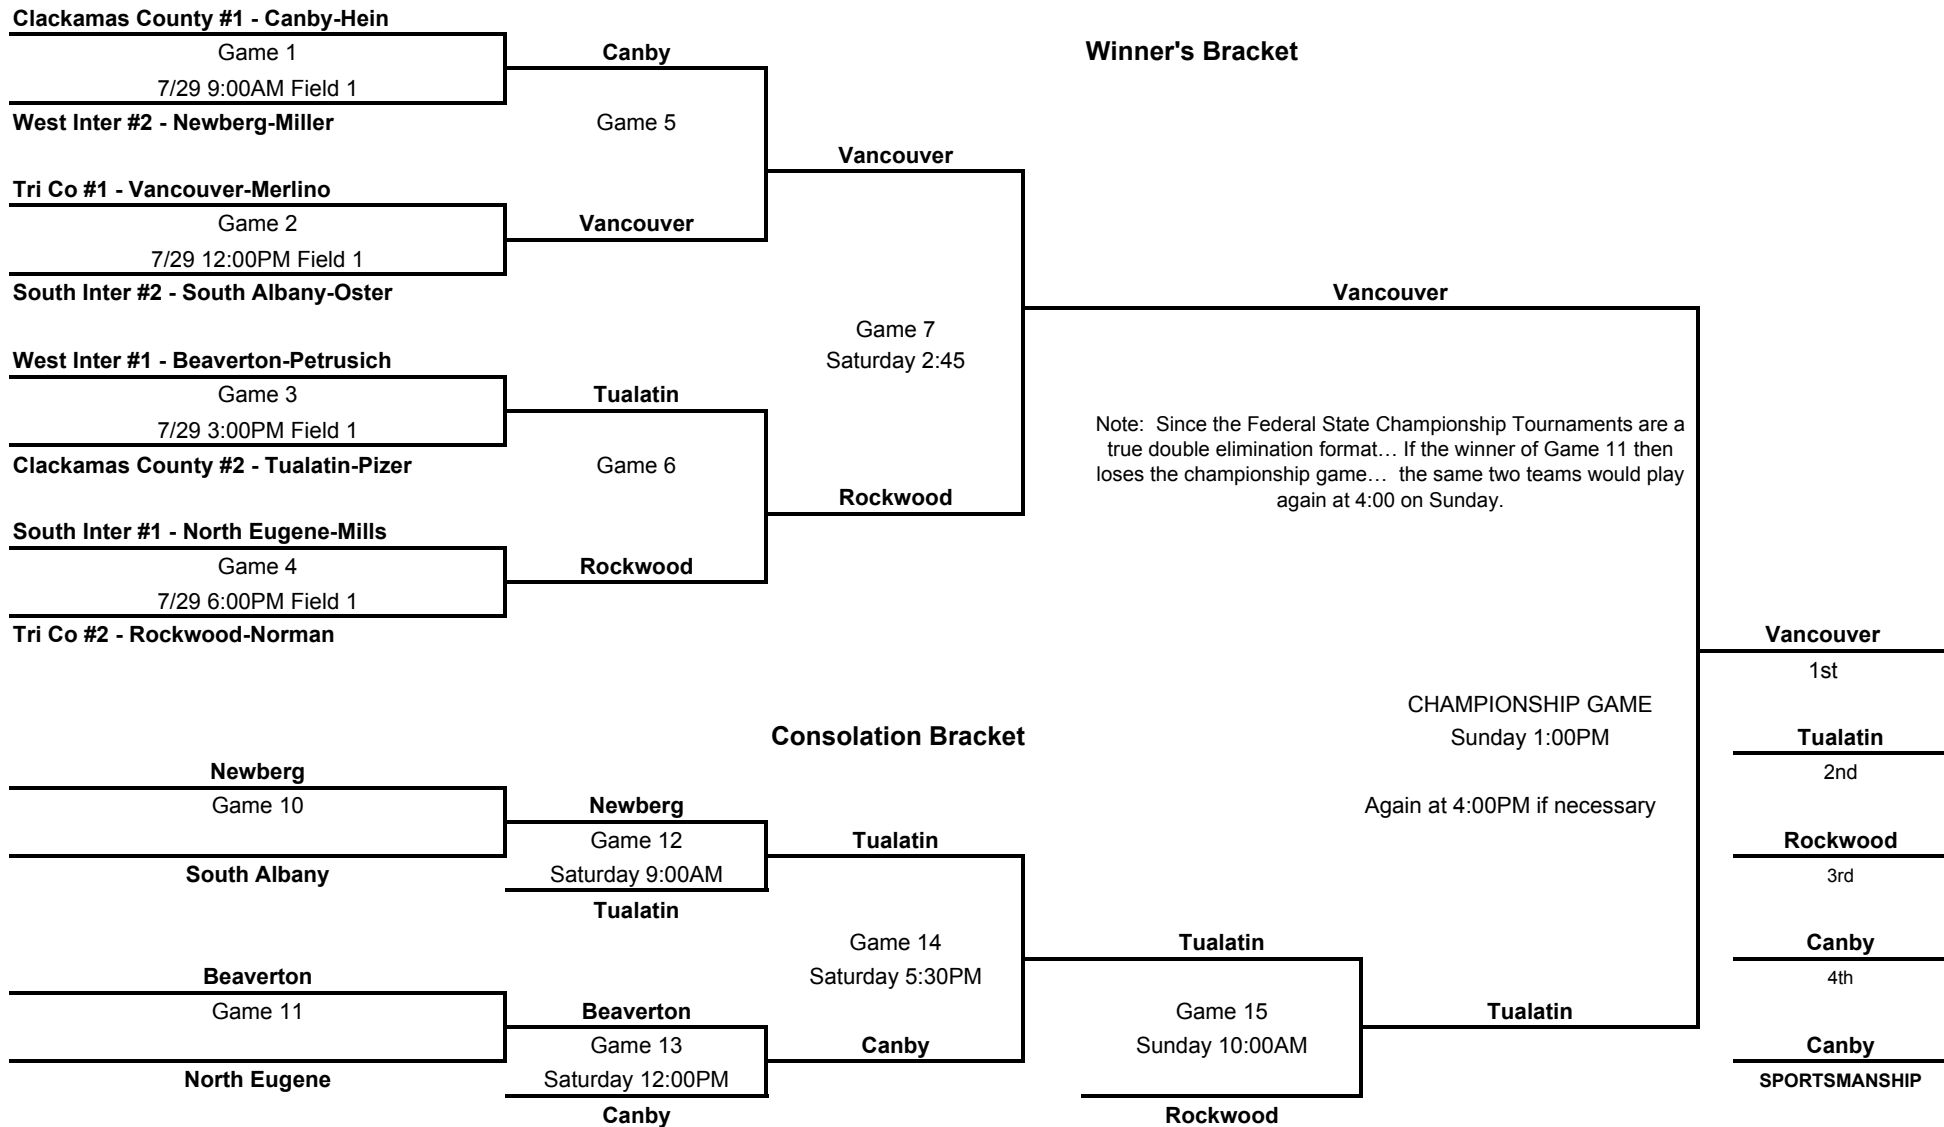 Clackamas County #1 - Canby-Hein
Game 1
7/29 9:00AM Field 1
West Inter #2 - Newberg-Miller
Tri Co #1 - Vancouver-Merlino
Game 2
7/29 12:00PM Field 1
South Inter #2 - South Albany-Oster
West Inter #1 - Beaverton-Petrusich
Game 3
7/29 3:00PM Field 1
Clackamas County #2 - Tualatin-Pizer
South Inter #1 - North Eugene-Mills
Game 4
7/29 6:00PM Field 1
Tri Co #2 - Rockwood-Norman
Canby
Game 5
Vancouver
Tualatin
Game 6
Rockwood
Vancouver
Game 7
Saturday 2:45
Rockwood
Winner's Bracket
Vancouver
Note:  Since the Federal State Championship Tournaments are a
true double elimination format… If the winner of Game 11 then
loses the championship game…  the same two teams would play
again at 4:00 on Sunday.
CHAMPIONSHIP GAME
Sunday 1:00PM
Again at 4:00PM if necessary
Consolation Bracket
Newberg
Game 10
South Albany
Beaverton
Game 11
North Eugene
Newberg
Game 12
Saturday 9:00AM
Tualatin
Beaverton
Game 13
Saturday 12:00PM
Canby
Tualatin
Game 14
Saturday 5:30PM
Canby
Tualatin
Game 15
Sunday 10:00AM
Rockwood
Tualatin
Vancouver
1st
Tualatin
2nd
Rockwood
3rd
Canby
4th
Canby
SPORTSMANSHIP